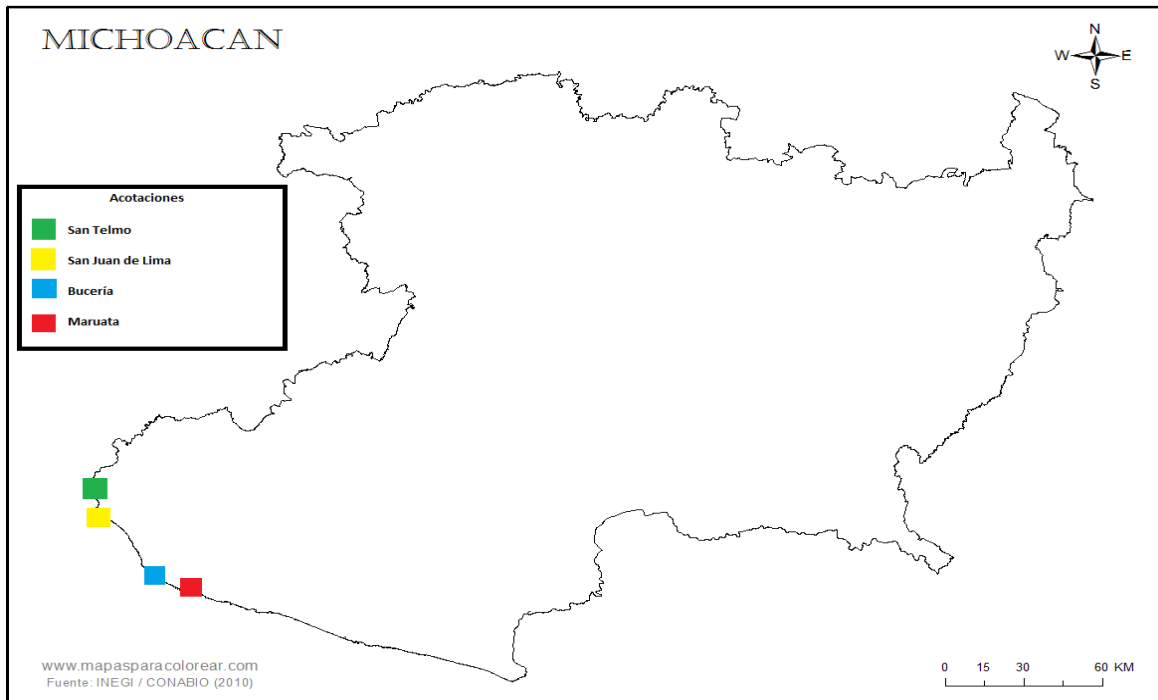 MICHOACAN
N
W E
S
Acotaciones
San Telmo
San Juan de Lima
Bucería
Maruata
www.mapasparacolorear.com
Fuente: INEGI / CONABIO (2010)
0 15 30 60 KM